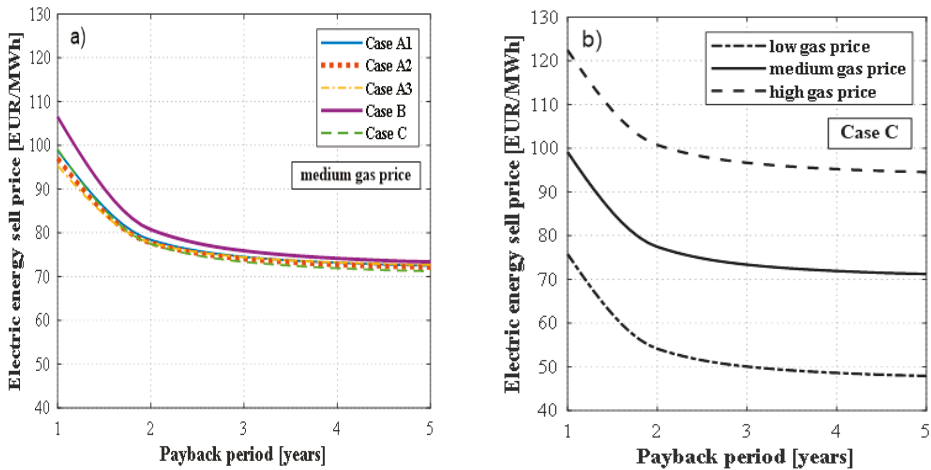 a)
Electric energy sell price [EUR/MWh]
130
120
110
100
90
80
70
60
50
40
Case A1
Case A2
Case A3
Case B
Case C
medium gas price
1 2 3 4 5
Payback period [years]
b)
Electric energy sell price [EUR/MWh]
130
120
110
100
90
80
70
60
50
40
low gas price
medium gas price
high gas price
Case C
1 2 3 4 5
Payback period [years]